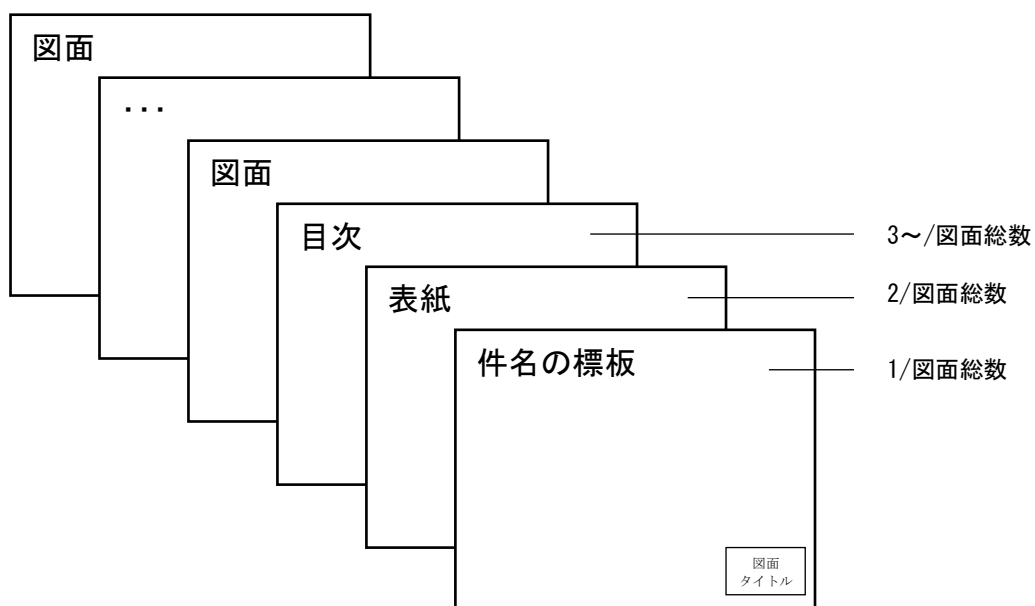 図面
・・・
図面
目次
3～/図面総数
表紙
2/図面総数
件名の標板
1/図面総数
図面
タイトル